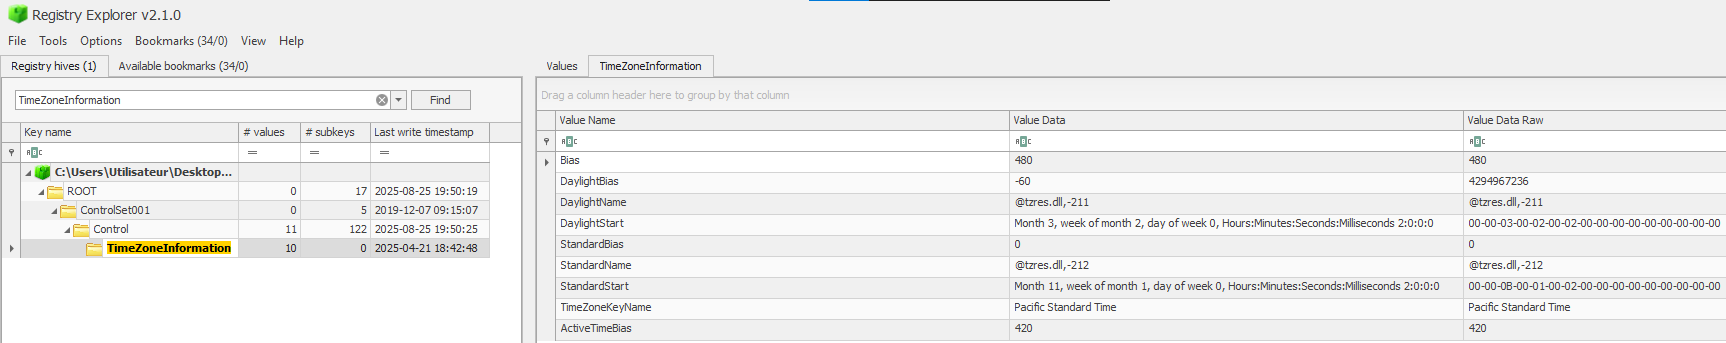 Registry Explorer v2.1.0
File Tools Options Bookmarks (34/0) View Help
Registry hives (1) Available bookmarks (34/0)
TimeZoneInformation Find
Key name # values # subkeys Last write timestamp
ABC = = =
C:\Users\Utilisateur\Desktop...
ROOT 0 17 2025-08-25 19:50:19
ControlSet001 0 5 2019-12-07 09:15:07
Control 11 122 2025-08-25 19:50:25
TimeZoneInformation 10 0 2025-04-21 18:42:48
Values TimeZoneInformation
Drag a column header here to group by that column
Value Name Value Data Value Data Raw
ABC ABC ABC
Bias 480 480
DaylightBias -60 4294967236
DaylightName @tzres.dll,-211 @tzres.dll,-211
DaylightStart Month 3, week of month 2, day of week 0, Hours:Minutes:Seconds:Milliseconds 2:0:0:0 00-00-03-00-02-00-02-00-00-00-00-00-00-00-00-00
StandardBias 0 0
StandardName @tzres.dll,-212 @tzres.dll,-212
StandardStart Month 11, week of month 1, day of week 0, Hours:Minutes:Seconds:Milliseconds 2:0:0:0 00-00-0B-00-01-00-02-00-00-00-00-00-00-00-00-00
TimeZoneKeyName Pacific Standard Time Pacific Standard Time
ActiveTimeBias 420 420